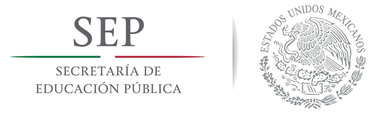 SEP
SECRETARÍA DE
EDUCACIÓN PÚBLICA
ESTADOS UNIDOS MEXICANOS